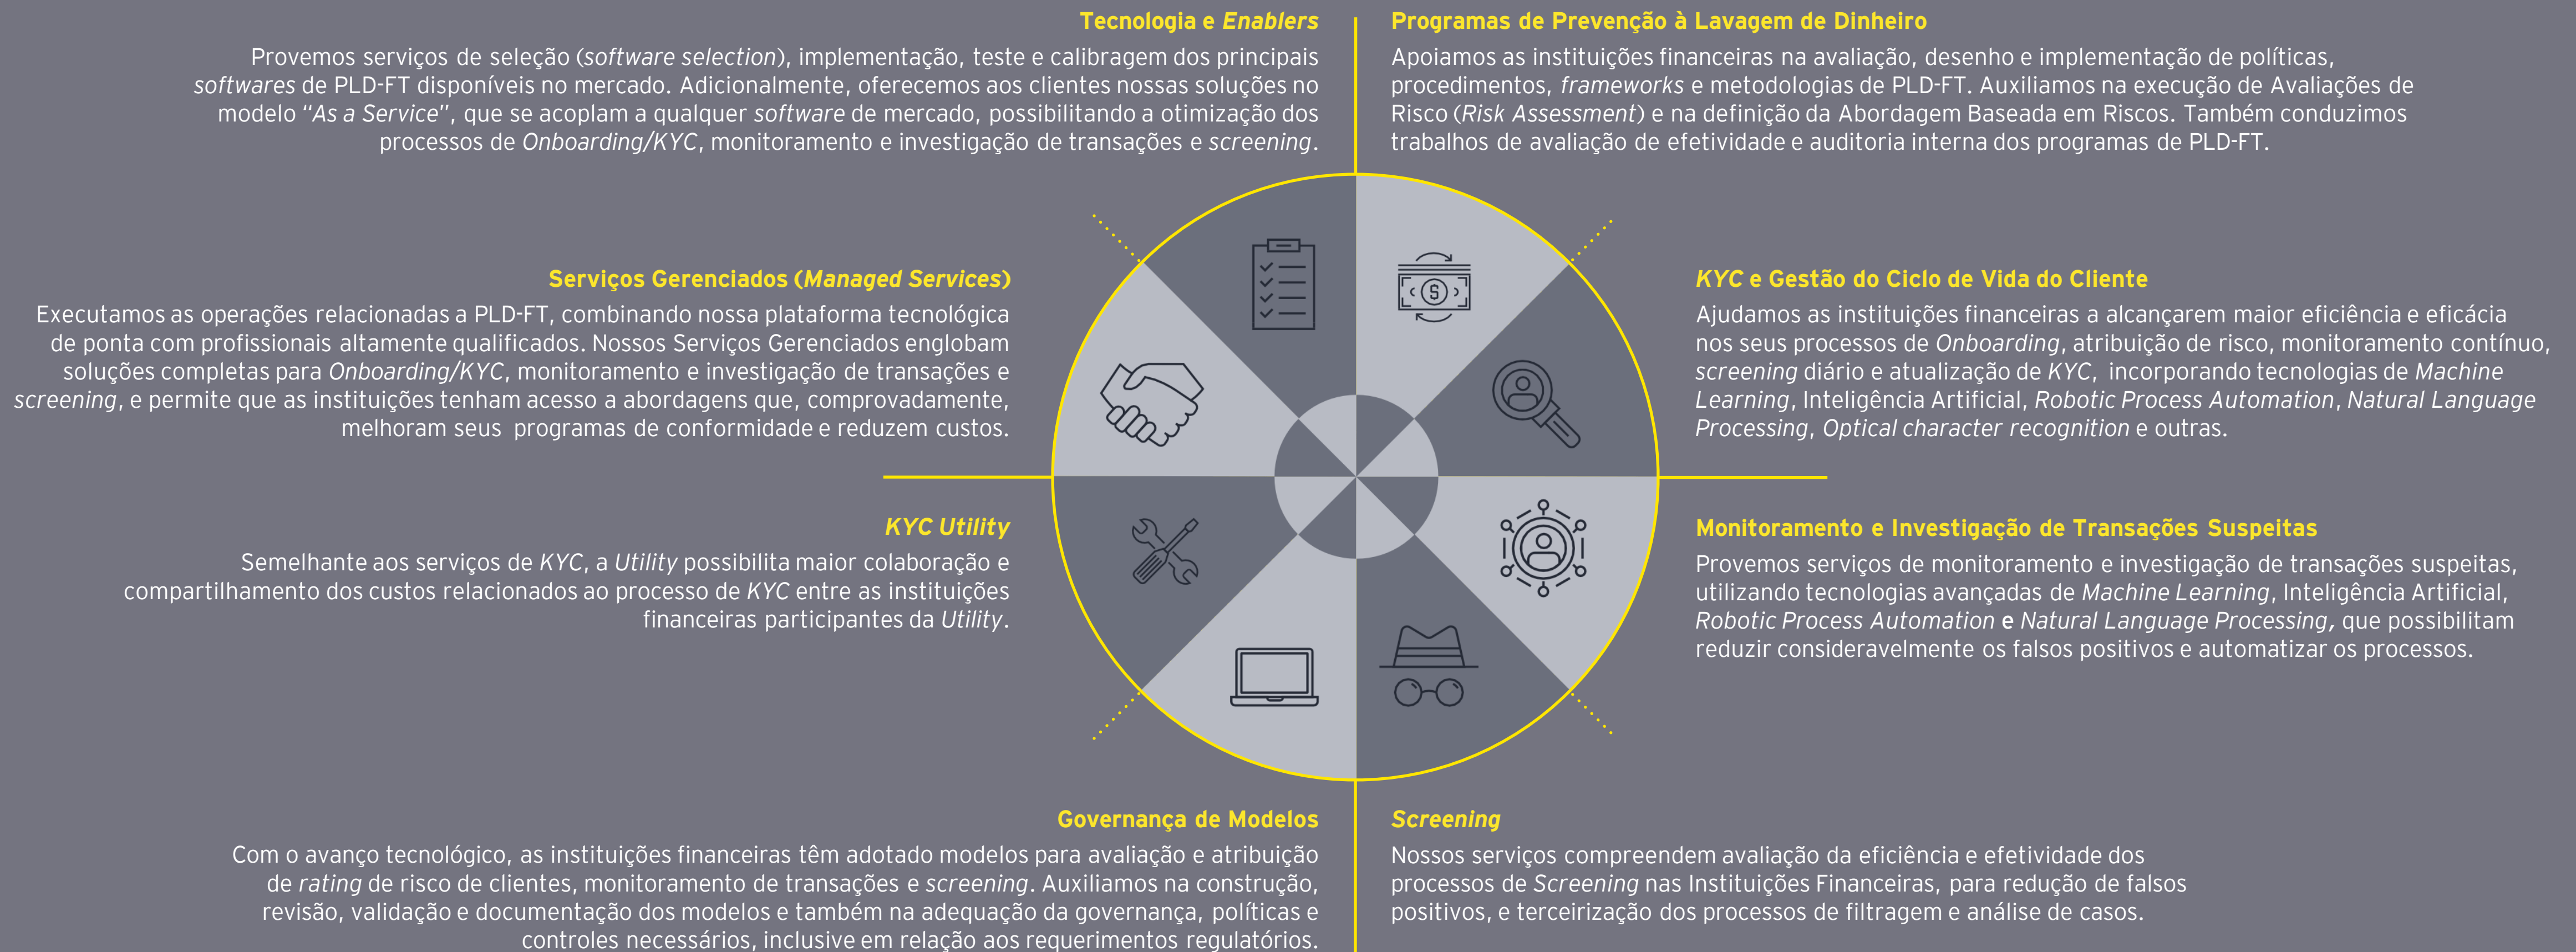 Tecnologia e Enablers
Provemos serviços de seleção (software selection), implementação, teste e calibragem dos principais
softwares de PLD-FT disponíveis no mercado. Adicionalmente, oferecemos aos clientes nossas soluções no
modelo “As a Service”, que se acoplam a qualquer software de mercado, possibilitando a otimização dos
processos de Onboarding/KYC, monitoramento e investigação de transações e screening.
Programas de Prevenção à Lavagem de Dinheiro
Apoiamos as instituições financeiras na avaliação, desenho e implementação de políticas,
procedimentos, frameworks e metodologias de PLD-FT. Auxiliamos na execução de Avaliações de
Risco (Risk Assessment) e na definição da Abordagem Baseada em Riscos. Também conduzimos
trabalhos de avaliação de efetividade e auditoria interna dos programas de PLD-FT.
Serviços Gerenciados (Managed Services)
Executamos as operações relacionadas a PLD-FT, combinando nossa plataforma tecnológica
de ponta com profissionais altamente qualificados. Nossos Serviços Gerenciados englobam
soluções completas para Onboarding/KYC, monitoramento e investigação de transações e
screening, e permite que as instituições tenham acesso a abordagens que, comprovadamente,
melhoram seus programas de conformidade e reduzem custos.
KYC e Gestão do Ciclo de Vida do Cliente
Ajudamos as instituições financeiras a alcançarem maior eficiência e eficácia
nos seus processos de Onboarding, atribuição de risco, monitoramento contínuo,
screening diário e atualização de KYC, incorporando tecnologias de Machine
Learning, Inteligência Artificial, Robotic Process Automation, Natural Language
Processing, Optical character recognition e outras.
KYC Utility
Semelhante aos serviços de KYC, a Utility possibilita maior colaboração e
compartilhamento dos custos relacionados ao processo de KYC entre as instituições
financeiras participantes da Utility.
Monitoramento e Investigação de Transações Suspeitas
Provemos serviços de monitoramento e investigação de transações suspeitas,
utilizando tecnologias avançadas de Machine Learning, Inteligência Artificial,
Robotic Process Automation e Natural Language Processing, que possibilitam
reduzir consideravelmente os falsos positivos e automatizar os processos.
Governança de Modelos
Com o avanço tecnológico, as instituições financeiras têm adotado modelos para avaliação e atribuição
de rating de risco de clientes, monitoramento de transações e screening. Auxiliamos na construção,
revisão, validação e documentação dos modelos e também na adequação da governança, políticas e
controles necessários, inclusive em relação aos requerimentos regulatórios.
Screening
Nossos serviços compreendem avaliação da eficiência e efetividade dos
processos de Screening nas Instituições Financeiras, para redução de falsos
positivos, e terceirização dos processos de filtragem e análise de casos.